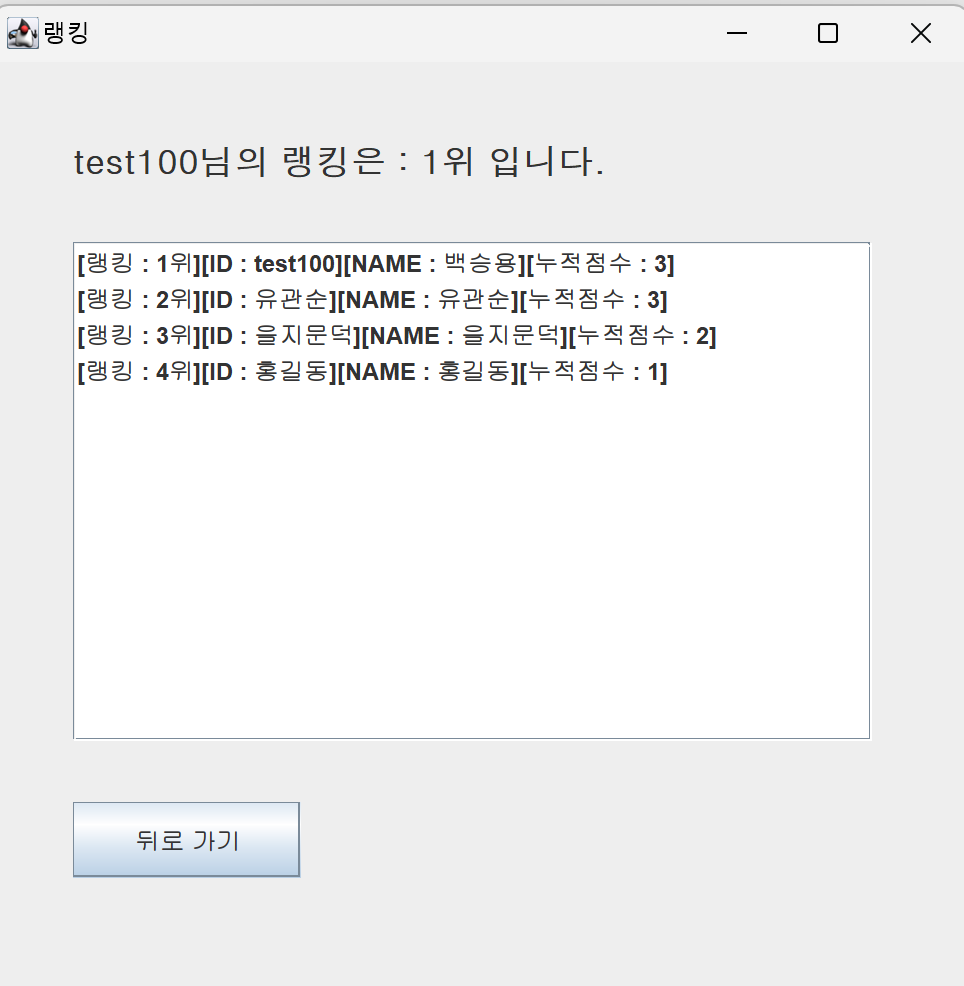 랭킹
test100님의 랭킹은 : 1위 입니다.
[랭킹 : 1위][ID : test100][NAME : 백승용][누적점수 : 3]
[랭킹 : 2위][ID : 유관순][NAME : 유관순][누적점수 : 3]
[랭킹 : 3위][ID : 을지문덕][NAME : 을지문덕][누적점수 : 2]
[랭킹 : 4위][ID : 홍길동][NAME : 홍길동][누적점수 : 1]
뒤로 가기